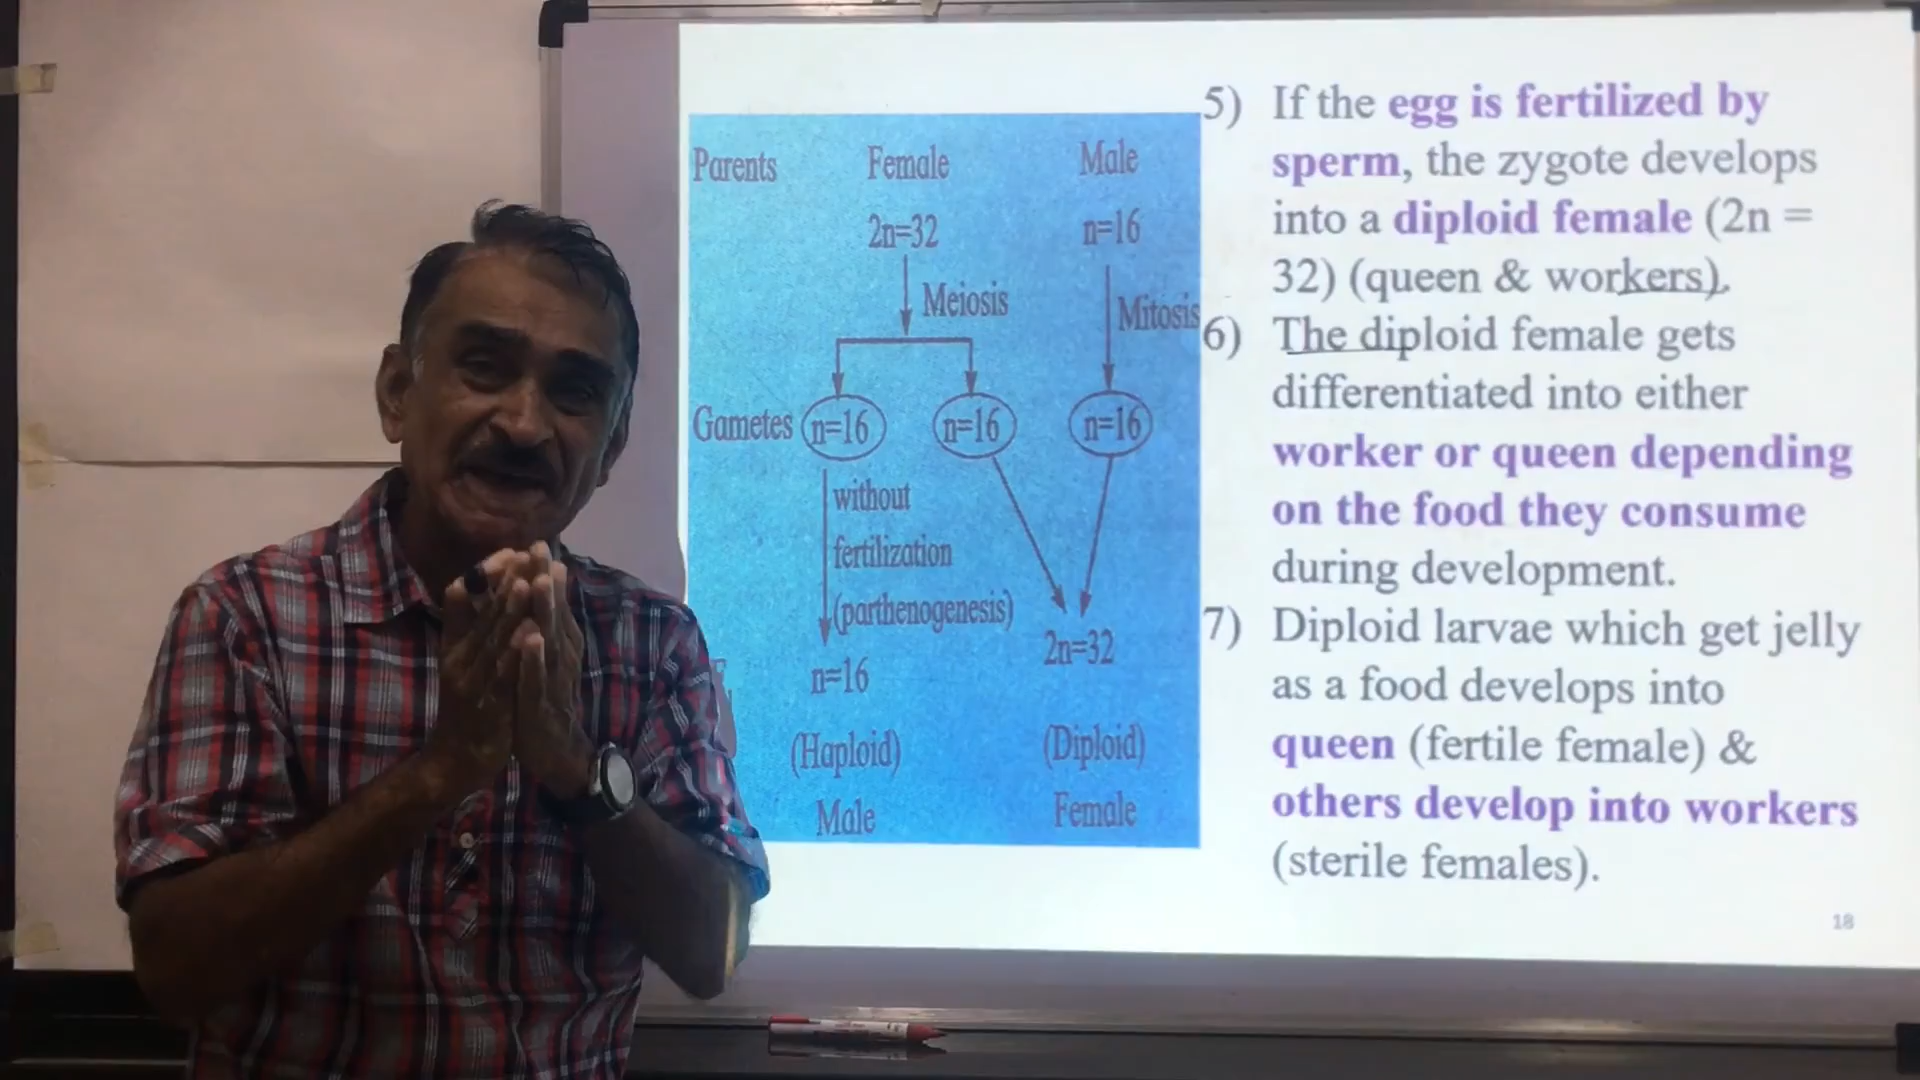 Parents Female Male
2n=32 n=16
Meiosis Mitosis
Gametes n=16 n=16 n=16
without
fertilization
(parthenogenesis)
n=16 2n=32
(Haploid) (Diploid)
Male Female
5) If the egg is fertilized by
sperm, the zygote develops
into a diploid female (2n =
32) (queen & workers).
6) The diploid female gets
differentiated into either
worker or queen depending
on the food they consume
during development.
7) Diploid larvae which get jelly
as a food develops into
queen (fertile female) &
others develop into workers
(sterile females).
18